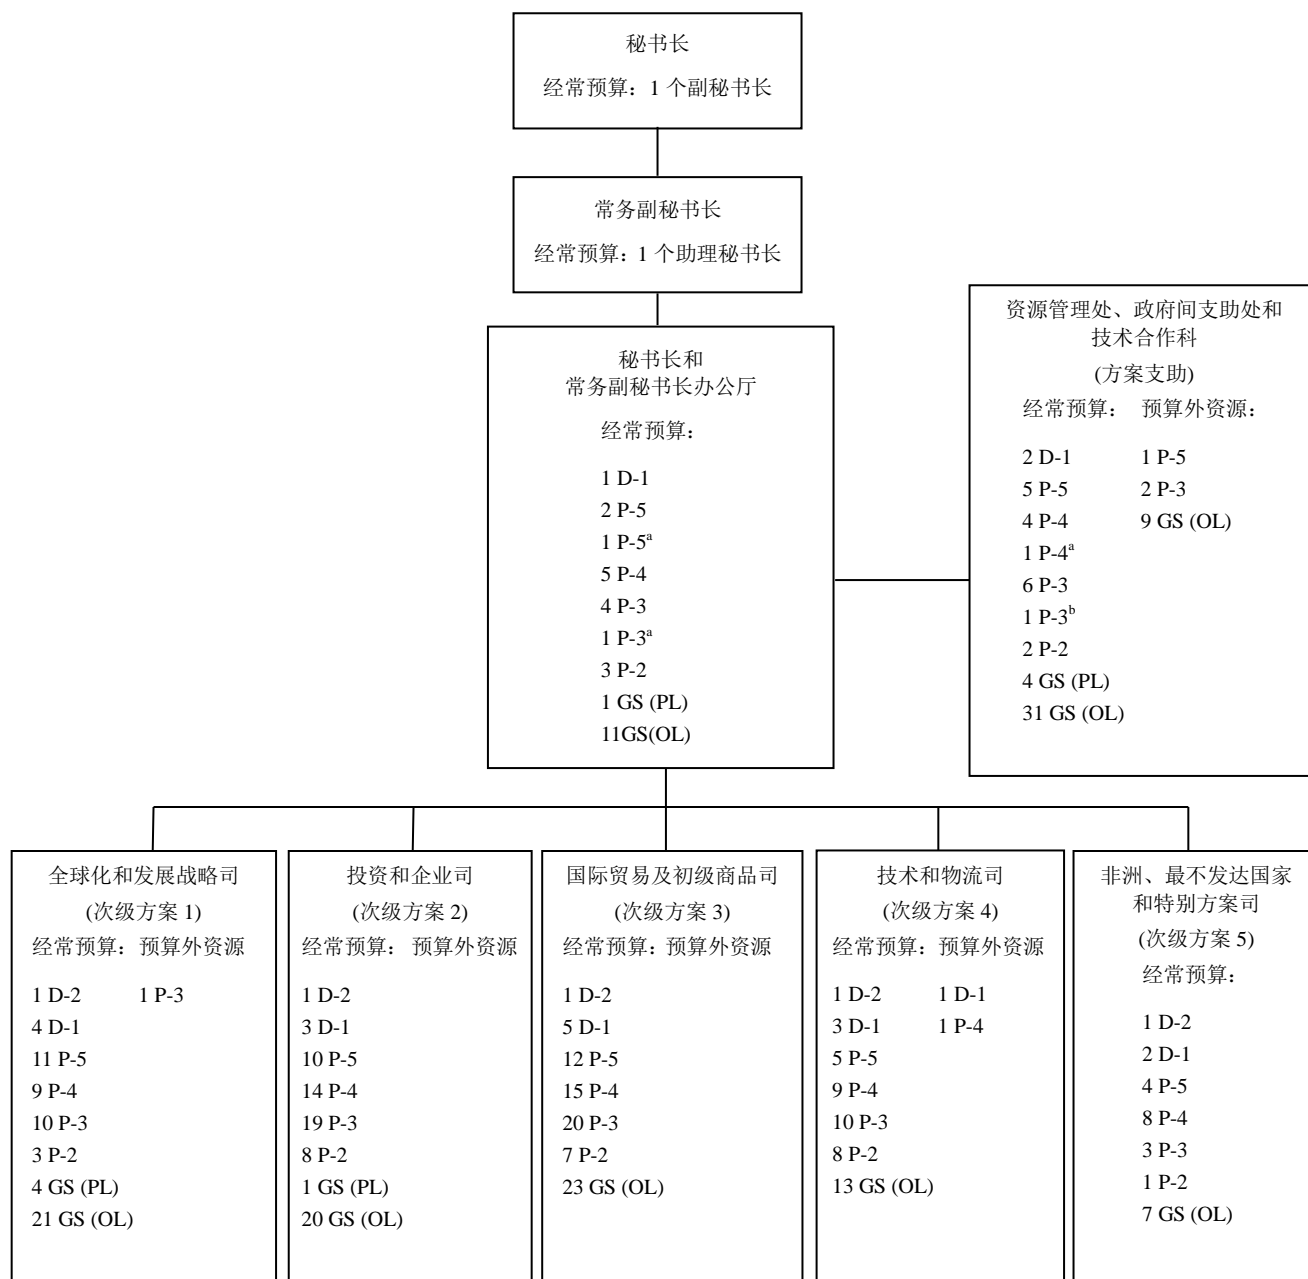 秘书长
经常预算：1 个副秘书长
常务副秘书长
经常预算：1 个助理秘书长
秘书长和
常务副秘书长办公厅
经常预算：
1 D-1
2 P-5
1 P-5ᵃ
5 P-4
4 P-3
1 P-3ᵃ
3 P-2
1 GS (PL)
11GS(OL)
资源管理处、政府间支助处和
技术合作科
(方案支助)
经常预算： 预算外资源：
2 D-1 1 P-5
5 P-5 2 P-3
4 P-4 9 GS (OL)
1 P-4ᵃ
6 P-3
1 P-3ᵇ
2 P-2
4 GS (PL)
31 GS (OL)
全球化和发展战略司
(次级方案 1)
经常预算：预算外资源
1 D-2 1 P-3
4 D-1
11 P-5
9 P-4
10 P-3
3 P-2
4 GS (PL)
21 GS (OL)
投资和企业司
(次级方案 2)
经常预算： 预算外资源
1 D-2
3 D-1
10 P-5
14 P-4
19 P-3
8 P-2
1 GS (PL)
20 GS (OL)
国际贸易及初级商品司
(次级方案 3)
经常预算：预算外资源
1 D-2
5 D-1
12 P-5
15 P-4
20 P-3
7 P-2
23 GS (OL)
技术和物流司
(次级方案 4)
经常预算：预算外资源
1 D-2 1 D-1
3 D-1 1 P-4
5 P-5
9 P-4
10 P-3
8 P-2
13 GS (OL)
非洲、最不发达国家
和特别方案司
(次级方案 5)
经常预算：
1 D-2
2 D-1
4 P-5
8 P-4
3 P-3
1 P-2
7 GS (OL)